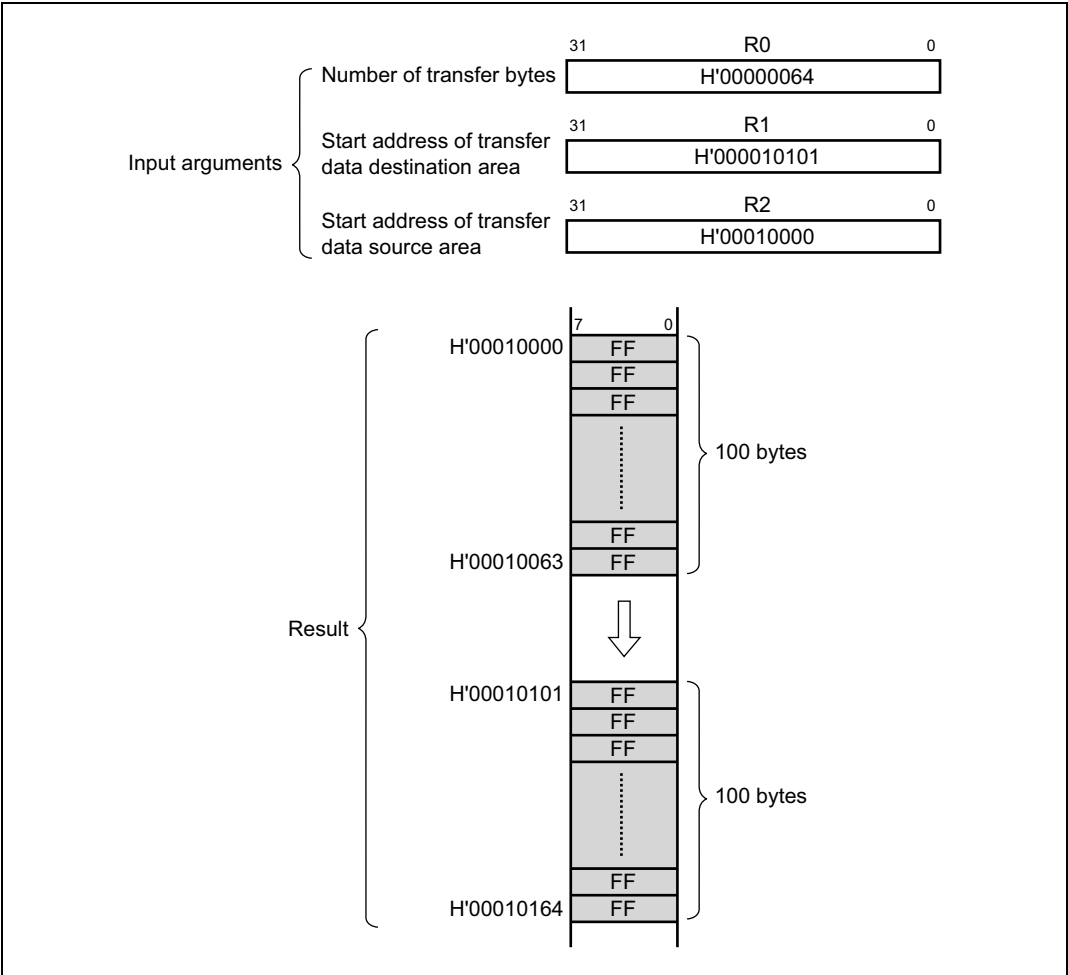 31 R0 0
Number of transfer bytes H'00000064
31 R1 0
Start address of transfer
data destination area
H'000010101
Input arguments
31 R2 0
Start address of transfer
data source area
H'00010000
7 0
H'00010000 FF
FF
FF
100 bytes
FF
H'00010063 FF
Result
H'00010101 FF
FF
FF
100 bytes
FF
H'00010164 FF